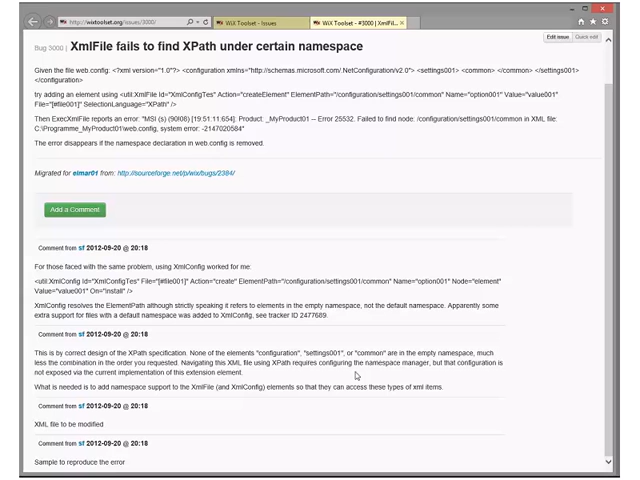 http://wixtoolset.org/issues/3000/
WiX Toolset - Issues
WiX Toolset - #3000 | XmlFil...
Edit issue
Quick edit
Bug 3000 | XmlFile fails to find XPath under certain namespace
Given the file web.config: <?xml version="1.0"?> <configuration xmlns="http://schemas.microsoft.com/.NetConfiguration/v2.0"> <settings001> <common> </common> </settings001>
</configuration>
try adding an element using <util:XmlFile Id="XmlConfigTes" Action="createElement" ElementPath="/configuration/settings001/common" Name="option001" Value="value001"
File="[#file001]" SelectionLanguage="XPath" />
Then ExecXmlFile reports an error: "MSI (s) (90!08) [19:51:11:654]: Product: _MyProduct01 -- Error 25532. Failed to find node: /configuration/settings001/common in XML file:
C:\Programme_MyProduct01\web.config, system error: -2147020584"
The error disappears if the namespace declaration in web.config is removed.
Migrated for elmar01 from: http://sourceforge.net/p/wix/bugs/2384/
Add a Comment
Comment from sf 2012-09-20 @ 20:18
For those faced with the same problem, using XmlConfig worked for me:
<util:XmlConfig Id="XmlConfigTes" File="[#file001]" Action="create" ElementPath="/configuration/settings001/common" Name="option001" Node="element"
Value="value001" On="install" />
XmlConfig resolves the ElementPath although strictly speaking it refers to elements in the empty namespace, not the default namespace. Apparently some
extra support for files with a default namespace was added to XmlConfig, see tracker ID 2477689.
Comment from sf 2012-09-20 @ 20:18
This is by correct design of the XPath specification. None of the elements "configuration", "settings001", or "common" are in the empty namespace, much
less the combination in the order you requested. Navigating this XML file using XPath requires configuring the namespace manager, but that configuration is
not exposed via the current implementation of this extension element.
What is needed is to add namespace support to the XmlFile (and XmlConfig) elements so that they can access these types of xml items.
Comment from sf 2012-09-20 @ 20:18
XML file to be modified
Comment from sf 2012-09-20 @ 20:18
Sample to reproduce the error